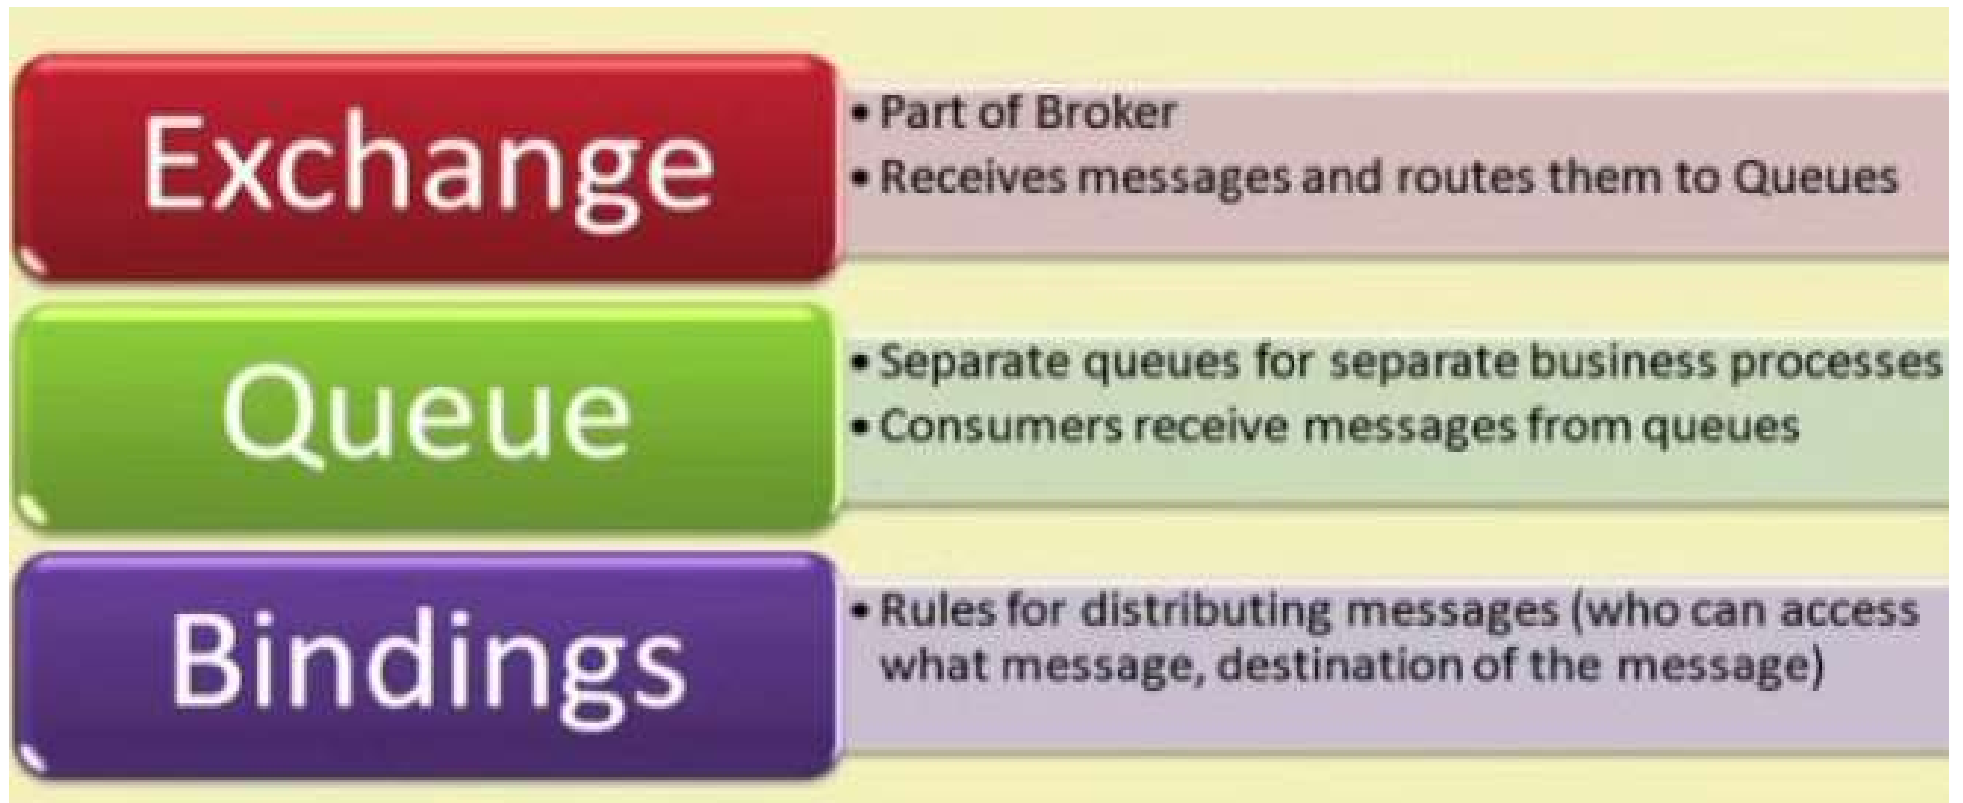 Exchange
• Part of Broker
• Receives messages and routes them to Queues
Queue
• Separate queues for separate business processes
• Consumers receive messages from queues
Bindings
• Rules for distributing messages (who can access
what message, destination of the message)